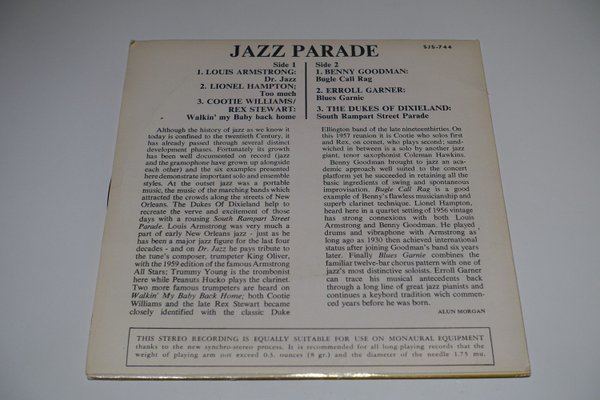 JAZZ PARADE
SJS-744
Side 1
1. LOUIS ARMSTRONG:
Dr. Jazz
2. LIONEL HAMPTON;
Too much
3. COOTIE WILLIAMS/
REX STEWART:
Walkin' my Baby back home
Side 2
1. BENNY GOODMAN:
Bugle Call Rag
2. ERROLL GARNER:
Blues Garnie
3. THE DUKES OF DIXIELAND:
South Rampart Street Parade
Although the history of jazz as we know it
today is confined to the twentieth Century, it
has already passed through several distinct
development phases. Fortunately its growth
has been well documented on record (jazz
and the gramophone have grown up alongside
each other) and the six examples presented
here demonstrate important solo and ensemble
styles. At the outset jazz was a portable
music, the music of the marching bands which
attracted the crowds along the streets of New
Orleans. The Dukes Of Dixieland help to
recreate the verve and excitement of those
days with a rousing South Rampart Street
Parade. Louis Armstrong was very much a
part of early New Orleans jazz - just as he
has been a major jazz figure for the last four
decades - and on Dr. Jazz he pays tribute to
the tune's composer, trumpeter King Oliver,
with the 1959 edition of the famous Armstrong
All Stars; Trummy Young is the trombonist
here while Peanuts Hucko plays the clarinet.
Two more famous trumpeters are heard on
Walkin' My Baby Back Home; both Cootie
Williams and the late Rex Stewart became
closely identified with the classic Duke
Ellington band of the late nineteenthirties. On
this 1957 reunion it is Cootie who solos first
and Rex, on cornet, who plays second; sand-
wiched in between is a solo by another jazz
giant, tenor saxophonist Coleman Hawkins.
Benny Goodman brought to jazz an aca-
demic approach well suited to the concert
platform yet he succeeded in retaining all the
basic ingredients of swing and spontaneous
improvisation. Bugle Call Rag is a good
example of Benny's flawless musicianship and
superb clarinet technique. Lionel Hampton,
heard here in a quartet setting of 1956 vintage
has strong connexions with both Louis
Armstrong and Benny Goodman. He played
drums and vibraphone with Armstrong as
long ago as 1930 then achieved international
status after joining Goodman's band six years
later. Finally Blues Garnie combines the
familiar twelve-bar chorus pattern with one of
jazz's most distinctive soloists. Erroll Garner
can trace his musical antecedents back
through a long line of great jazz pianists and
continues a keybord tradition wich commen-
ced years before he was born.
ALUN MORGAN
THIS STEREO RECORDING IS EQUALLY SUITABLE FOR USE ON MONAURAL EQUIPMENT
thanks to the new synchro-stereo process. It is recommended for all long playing records that the
weight of playing arm not exceed 0.3. ounces (8 gr.) and the diameter of the needle 1.75 mu.